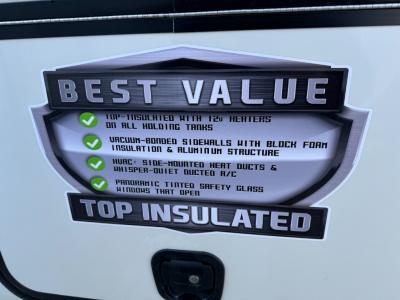 BEST VALUE
TOP-INSULATED WITH 12v HEATERS
ON ALL HOLDING TANKS
VACUUM-BONDED SIDEWALLS WITH BLOCK FOAM
INSULATION & ALUMINUM STRUCTURE
HVAC: SIDE-MOUNTED HEAT DUCTS &
WHISPER-QUIET DUCTED A/C
PANORAMIC TINTED SAFETY GLASS
WINDOWS THAT OPEN
TOP INSULATED